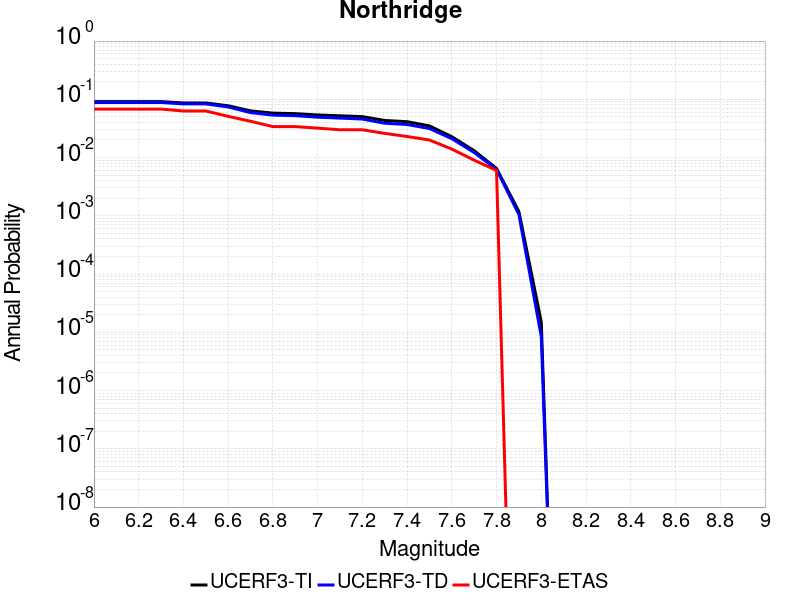 Northridge
10^0
10^-1
10^-2
10^-3
10^-4
10^-5
10^-6
10^-7
10^-8
Annual Probability
6 6.2 6.4 6.6 6.8 7 7.2 7.4 7.6 7.8 8 8.2 8.4 8.6 8.8 9
Magnitude
UCERF3-TI UCERF3-TD UCERF3-ETAS